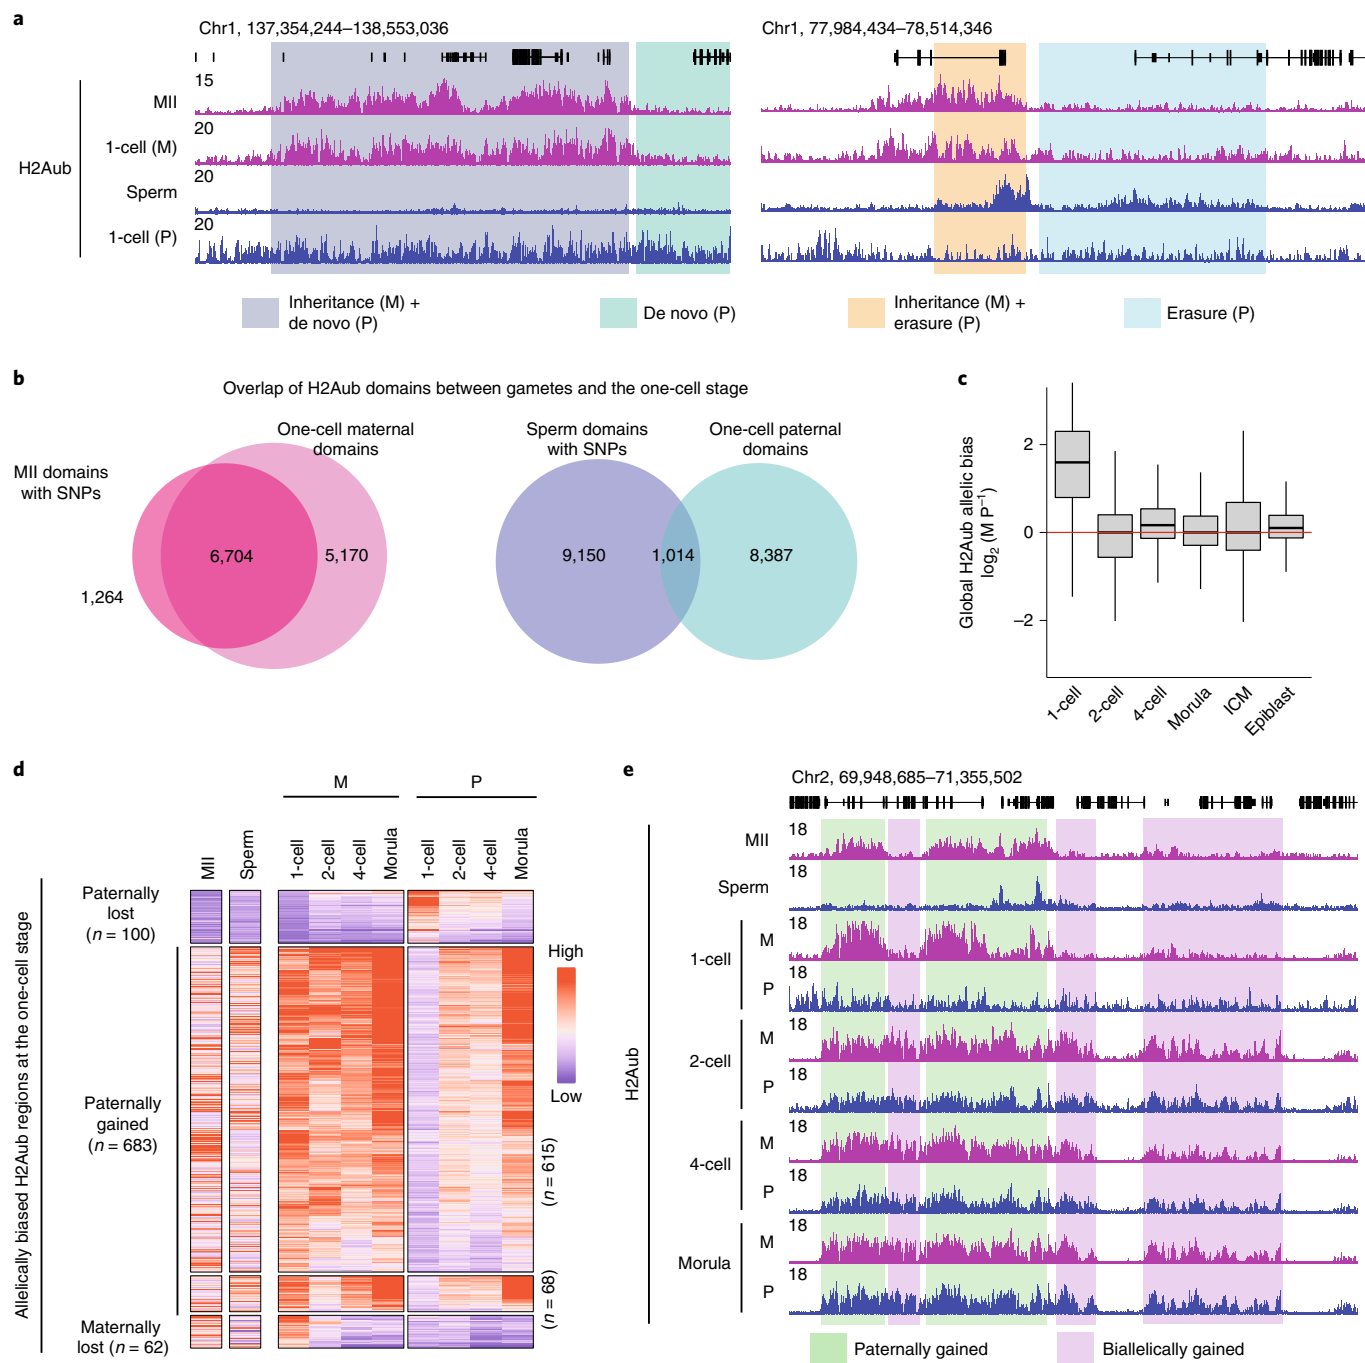 a
Chr1, 137,354,244–138,553,036
Chr1, 77,984,434–78,514,346
H2Aub
MII
15
1-cell (M)
20
Sperm
20
1-cell (P)
20
Inheritance (M) +
de novo (P)
De novo (P)
Inheritance (M) +
erasure (P)
Erasure (P)
b
Overlap of H2Aub domains between gametes and the one-cell stage
MII domains
with SNPs
One-cell maternal
domains
6,704
5,170
1,264
Sperm domains
with SNPs
One-cell paternal
domains
9,150
1,014
8,387
c
Global H2Aub allelic bias
log2 (M P−1)
2
0
−2
1-cell
2-cell
4-cell
Morula
ICM
Epiblast
d
M
P
MII
Sperm
1-cell
2-cell
4-cell
Morula
1-cell
2-cell
4-cell
Morula
Allelically biased H2Aub regions at the one-cell stage
Paternally
lost
(n = 100)
Paternally
gained
(n = 683)
Maternally
lost (n = 62)
(n = 615)
(n = 68)
High
Low
e
Chr2, 69,948,685–71,355,502
H2Aub
MII
18
Sperm
18
1-cell
M
18
P
18
2-cell
M
18
P
18
4-cell
M
18
P
18
Morula
M
18
P
18
Paternally gained
Biallelically gained